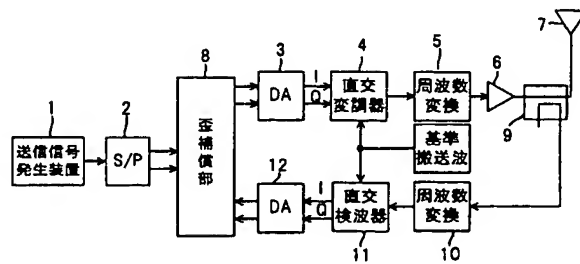 1
送信信号
発生装置
2
S/P
8
歪補償部
3
DA
I
Q
4
直交
変調器
5
周波数
変換
6
7
9
基準
搬送波
12
DA
I
Q
直交
検波器
11
周波数
変換
10